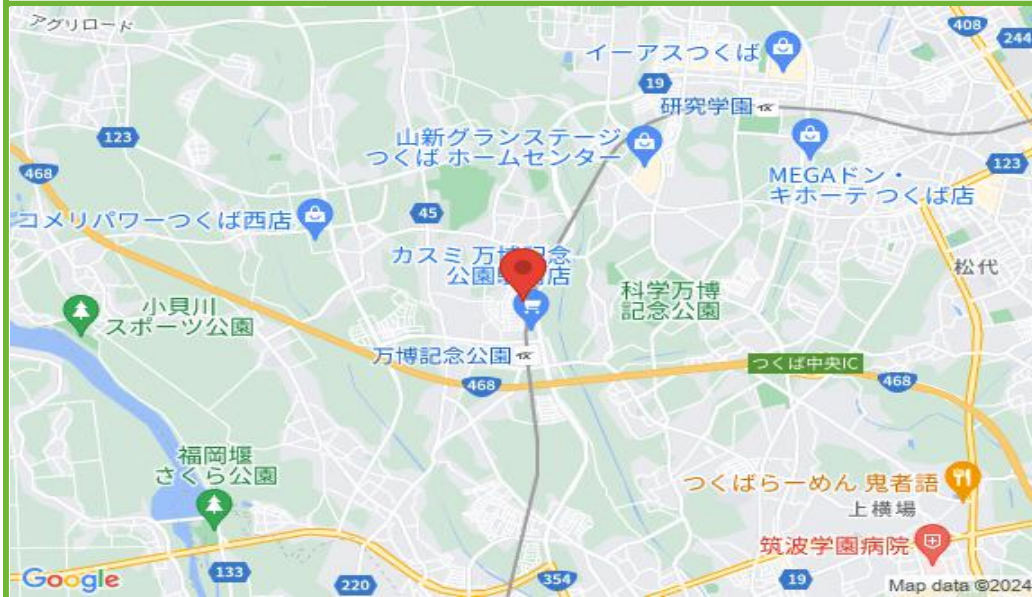 アグリロード
408
244
イーアスつくば
19
研究学園
123
山新グランステージ
つくば ホームセンター
MEGAドン・
キホーテ つくば店
123
468
コメリパワーつくば西店
45
カスミ 万博記念
公園
店
科学万博
記念公園
松代
小貝川
スポーツ公園
万博記念公園
468
つくば中央IC
468
福岡堰
さくら公園
つくばらーめん 鬼者語
上横場
筑波学園病院
Google
133
220
354
19
Map data ©2024